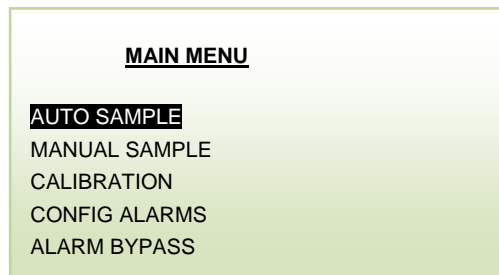 MAIN MENU
AUTO SAMPLE
MANUAL SAMPLE
CALIBRATION
CONFIG ALARMS
ALARM BYPASS